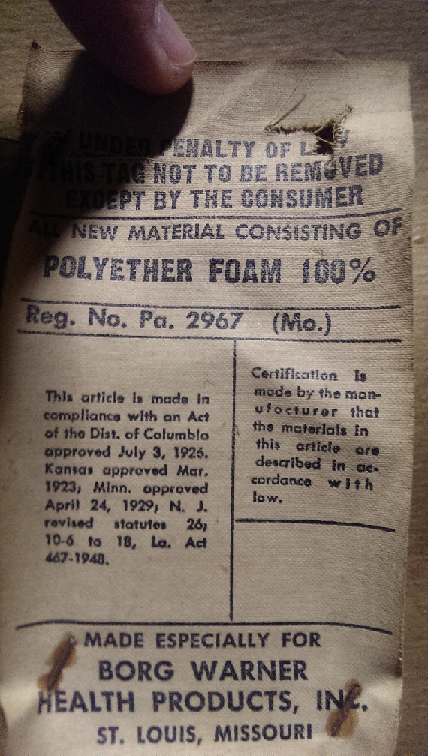 UNDER PENALTY OF LAW
THIS TAG NOT TO BE REMOVED
EXCEPT BY THE CONSUMER
ALL NEW MATERIAL CONSISTING OF
POLYETHER FOAM 100%
Reg. No. Pa. 2967 (Mo.)
This article is made in
compliance with an Act
of the Dist. of Columbia
approved July 3, 1926.
Kansas approved Mar.
1923; Minn. approved
April 24, 1929; N. J.
revised statutes 26;
10-6 to 18, La. Act
467-1948.
Certification Is
made by the man-
ufacturer that
the materials in
this article are
described in ac-
cordance with
law.
MADE ESPECIALLY FOR
BORG WARNER
HEALTH PRODUCTS, INC.
ST. LOUIS, MISSOURI